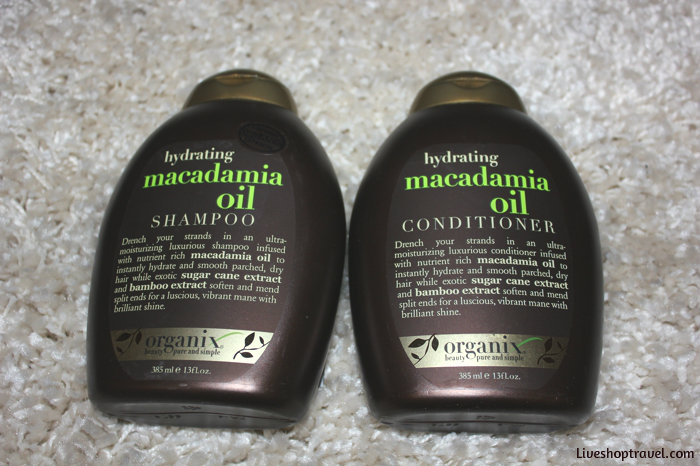 hydrating
macadamia
oil
SHAMPOO
Drench your strands in an ultra-
moisturizing luxurious shampoo infused
with nutrient rich macadamia oil to
instantly hydrate and smooth parched, dry
hair while exotic sugar cane extract
and bamboo extract soften and mend
split ends for a luscious, vibrant mane with
brilliant shine.
organix
beauty pure and simple
385 ml e 13fl.oz.
hydrating
macadamia
oil
CONDITIONER
Drench your strands in an ultra-
moisturizing luxurious conditioner infused
with nutrient rich macadamia oil to
instantly hydrate and smooth parched, dry
hair while exotic sugar cane extract
and bamboo extract soften and mend
split ends for a luscious, vibrant mane with
brilliant shine.
organix
beauty pure and simple
385 ml e 13fl.oz.
Liveshoptravel.com